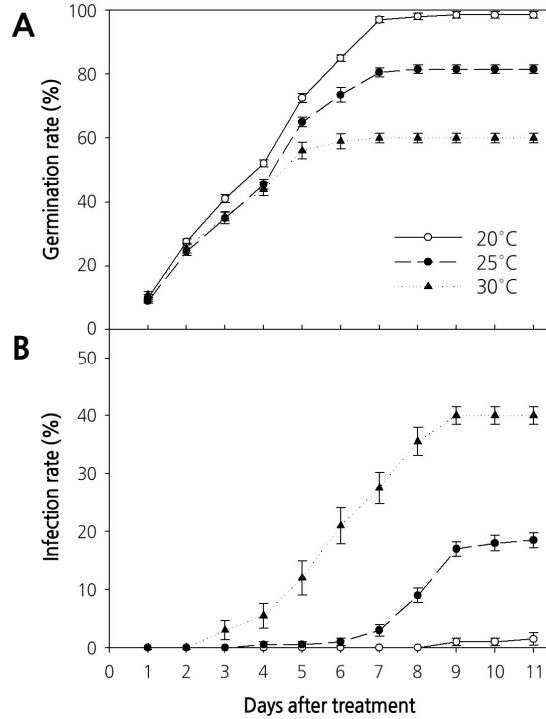 A
Germination rate (%)
100
80
60
40
20
0
20°C
25°C
30°C
B
Infection rate (%)
50
40
30
20
10
0
0 1 2 3 4 5 6 7 8 9 10 11
Days after treatment